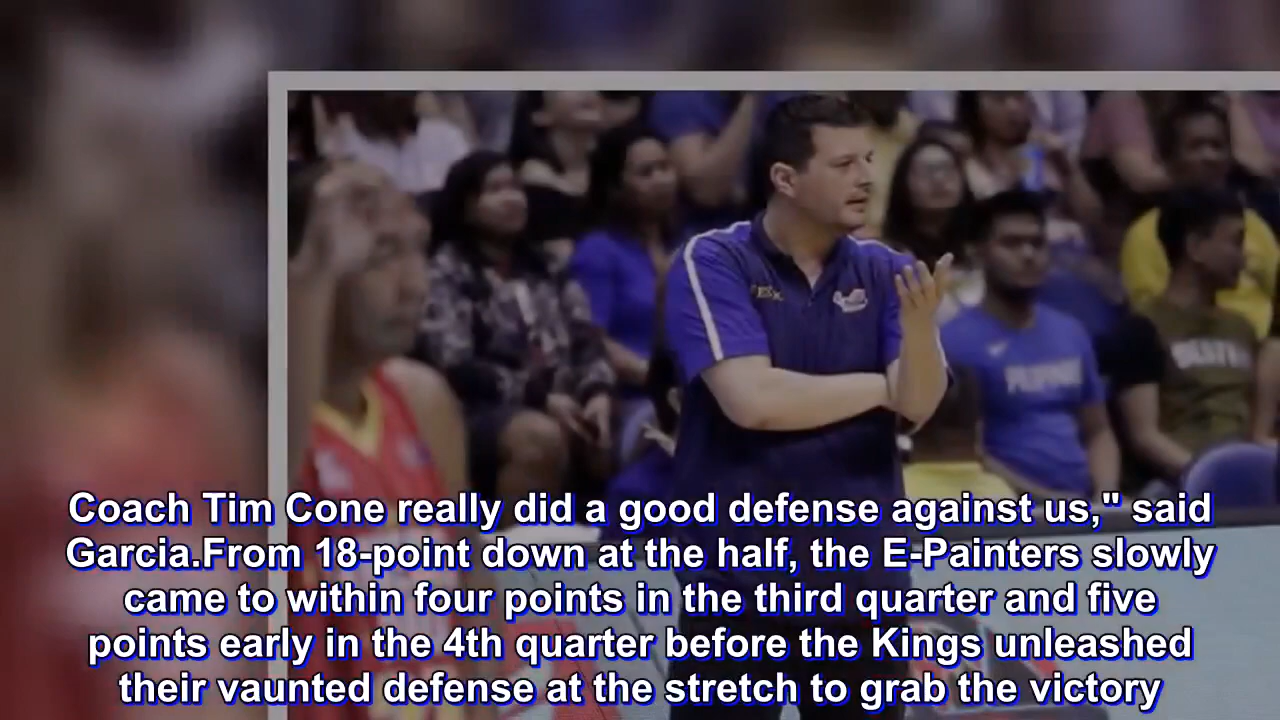 Coach Tim Cone really did a good defense against us," said
Garcia.From 18-point down at the half, the E-Painters slowly
came to within four points in the third quarter and five
points early in the 4th quarter before the Kings unleashed
their vaunted defense at the stretch to grab the victory